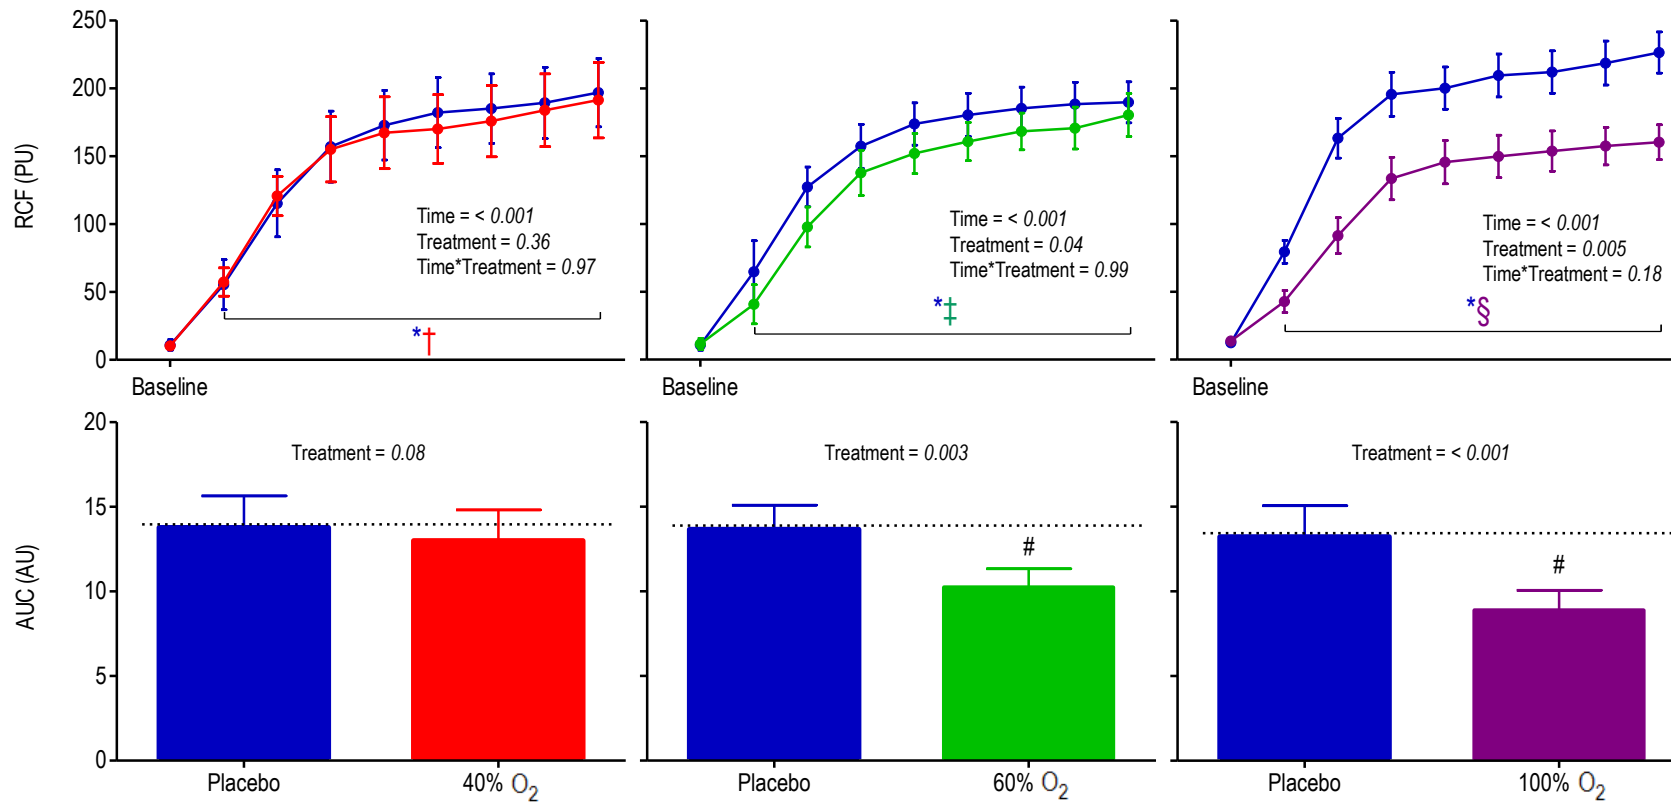 RCF (PU)
250
200
150
100
50
0
Time = < 0.001
Treatment = 0.36
Time*Treatment = 0.97
*†
Baseline
Time = < 0.001
Treatment = 0.04
Time*Treatment = 0.99
*‡
Baseline
Time = < 0.001
Treatment = 0.005
Time*Treatment = 0.18
*§
Baseline
AUC (AU)
20
15
10
5
0
Treatment = 0.08
Placebo
40% O₂
Treatment = 0.003
#
Placebo
60% O₂
Treatment = < 0.001
#
Placebo
100% O₂